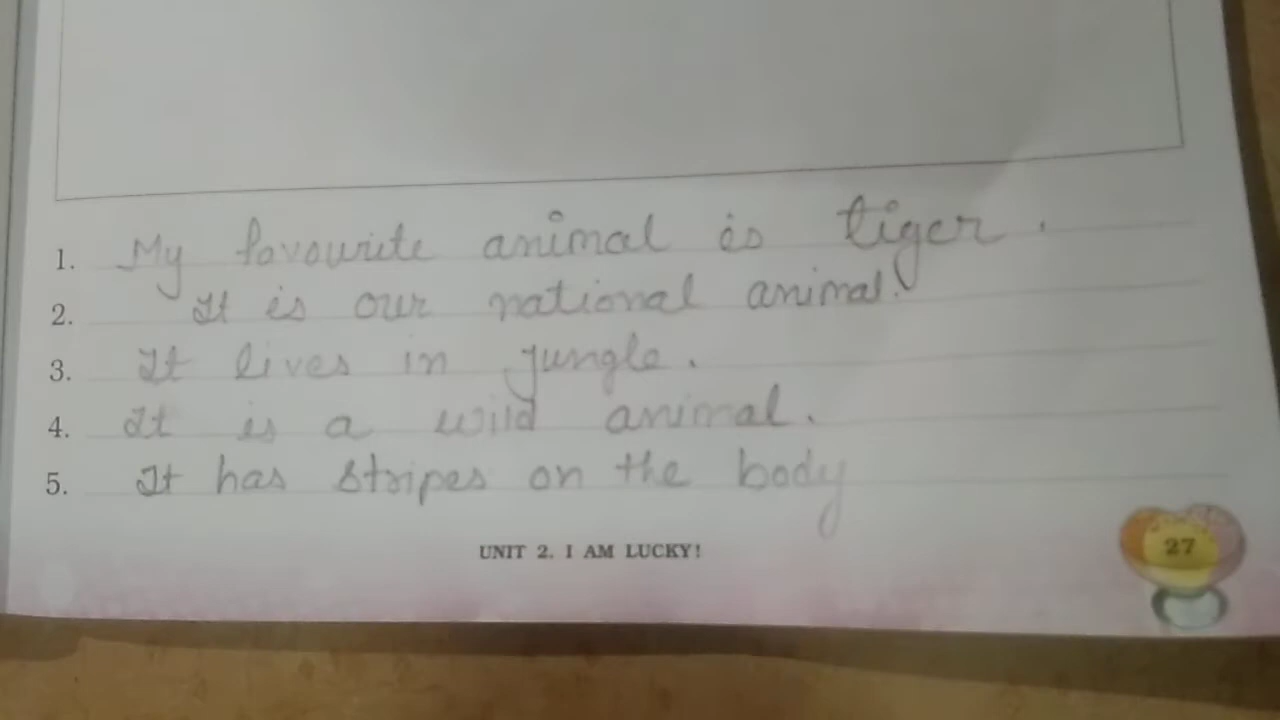 1. My favourite animal is tiger.
2. It is our national animal.
3. It lives in jungle.
4. It is a wild animal.
5. It has stripes on the body
UNIT 2. I AM LUCKY!
27